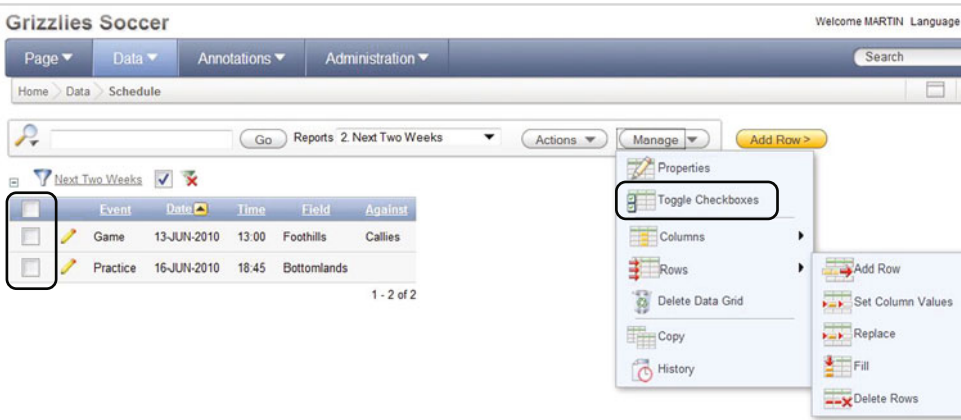 Grizzlies Soccer
Welcome MARTIN Language
Page Data Annotations Administration
Search
Home Data Schedule
Go Reports 2. Next Two Weeks Actions Manage Add Row >
Next Two Weeks
Event Date Time Field Against
Game 13-JUN-2010 13:00 Foothills Callies
Practice 16-JUN-2010 18:45 Bottomlands
1 - 2 of 2
Properties
Toggle Checkboxes
Columns
Rows
Delete Data Grid
Copy
History
Add Row
Set Column Values
Replace
Fill
Delete Rows